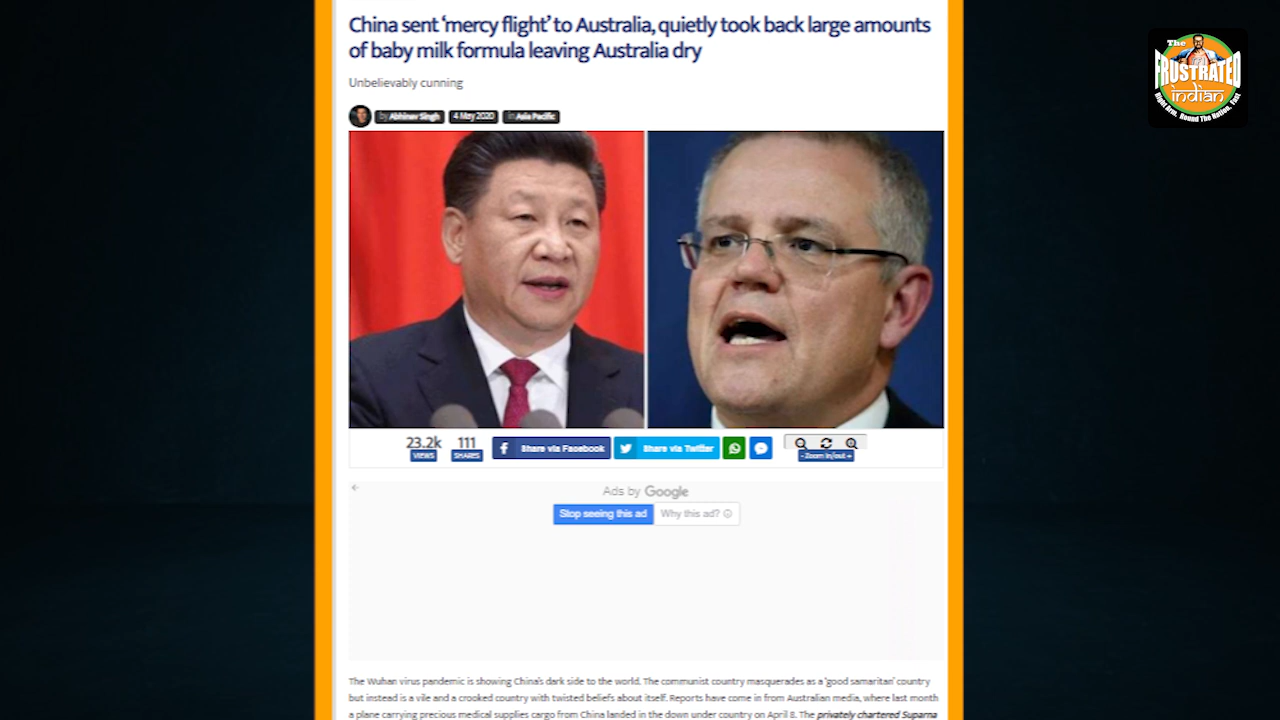 China sent ‘mercy flight’ to Australia, quietly took back large amounts
of baby milk formula leaving Australia dry
Unbelievably cunning
by Abhinav Singh 4 May 2020 in Asia Pacific
The
FRUSTRATED
indian
Right Arm. Round The Nation. Fast
23.2k
VIEWS
111
SHARES
Share via Facebook
Share via Twitter
- Zoom in/out +
Ads by Google
Stop seeing this ad
Why this ad?
The Wuhan virus pandemic is showing China's dark side to the world. The communist country masquerades as a 'good samaritan' country
but instead is a vile and a crooked country with twisted beliefs about itself. Reports have come in from Australian media, where last month
a plane carrying precious medical supplies cargo from China landed in the down under country on April 8. The privately chartered Suparna